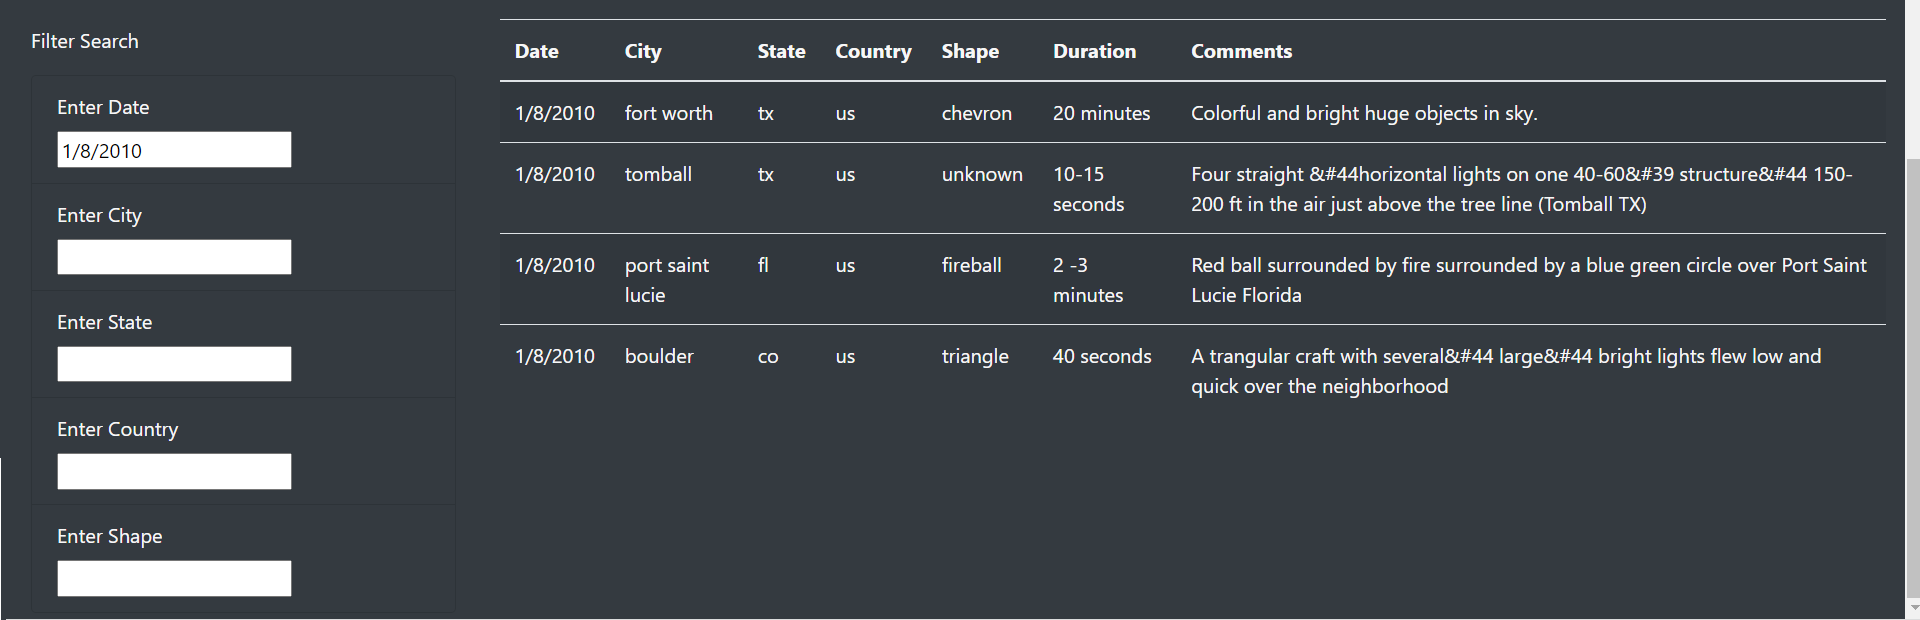 Filter Search
Enter Date
1/8/2010
Enter City
Enter State
Enter Country
Enter Shape
Date City State Country Shape Duration Comments
1/8/2010 fort worth tx us chevron 20 minutes Colorful and bright huge objects in sky.
1/8/2010 tomball tx us unknown 10-15 Four straight &#44horizontal lights on one 40-60&#39 structure&#44 150-
seconds 200 ft in the air just above the tree line (Tomball TX)
1/8/2010 port saint fl us fireball 2 -3 Red ball surrounded by fire surrounded by a blue green circle over Port Saint
lucie minutes Lucie Florida
1/8/2010 boulder co us triangle 40 seconds A trangular craft with several&#44 large&#44 bright lights flew low and
quick over the neighborhood